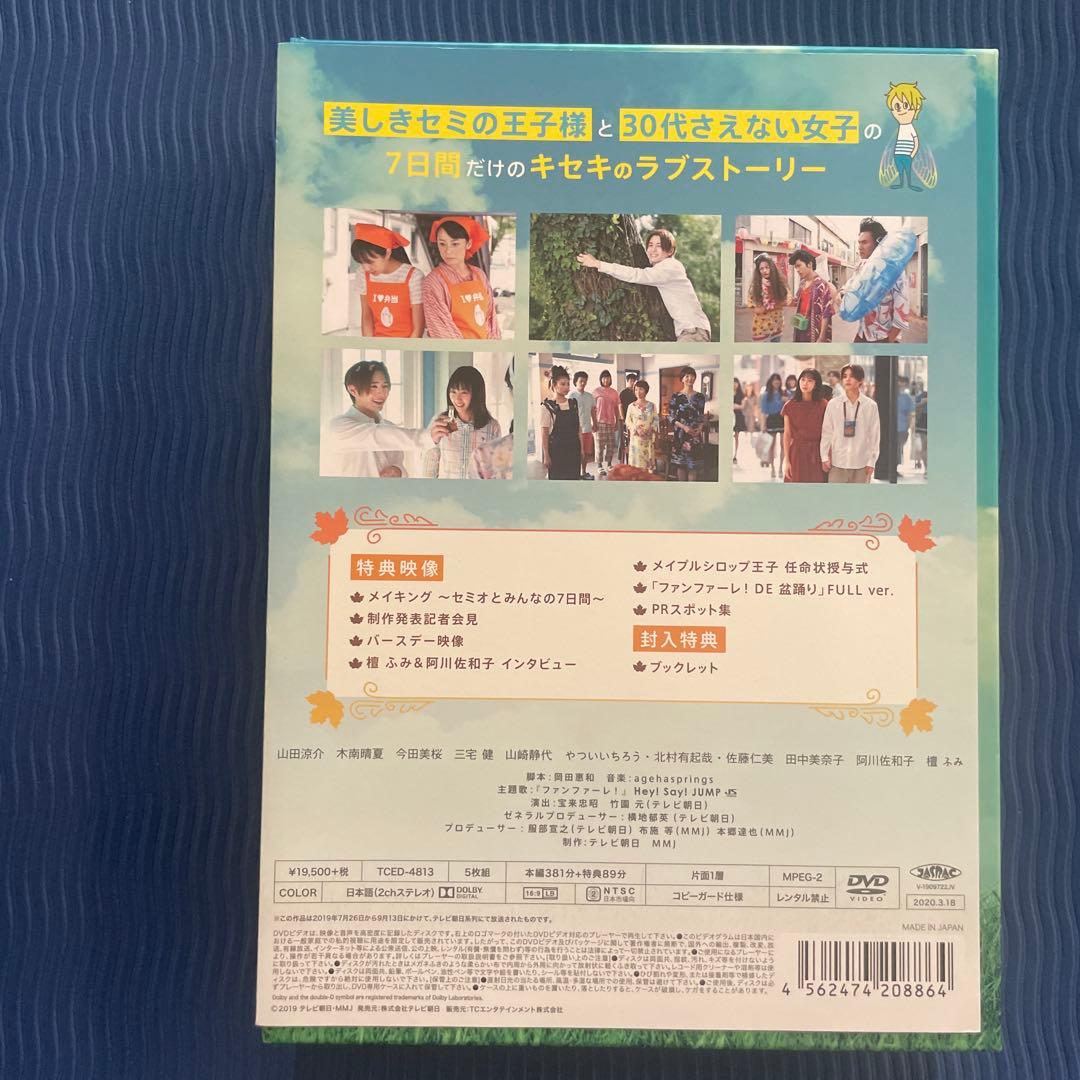 美しきセミの王子様と30代さえない女子の
7日間だけのキセキのラブストーリー
I♥弁当
I♥弁当
特典映像
メイキング 〜セミオとみんなの7日間〜
制作発表記者会見
バースデー映像
檀 ふみ&阿川佐和子 インタビュー
メイプルシロップ王子 任命状授与式
「ファンファーレ! DE 盆踊り」FULL ver.
PRスポット集
封入特典
ブックレット
山田涼介 木南晴夏 今田美桜 三宅 健 山崎静代 やついいちろう・北村有起哉・佐藤仁美 田中美奈子 阿川佐和子 檀 ふみ
脚本:岡田惠和 音楽:agehasprings
主題歌:『ファンファーレ!』 Hey! Say! JUMP
演出:宝来忠昭 竹園 元(テレビ朝日)
ゼネラルプロデューサー:横地郁英(テレビ朝日)
プロデューサー:服部宣之(テレビ朝日) 布施 等(MMJ) 本郷達也(MMJ)
制作:テレビ朝日 MMJ
¥19,500+税 TCED-4813 5枚組 本編381分+特典89分 片面1層 MPEG-2
COLOR 日本語(2chステレオ) DOLBY DIGITAL 16:9 LB 2 NTSC 日本市場向 コピーガード仕様 レンタル禁止
DVD VIDEO
JASRAC
V-1909722JV
2020.3.18
※この作品は2019年7月26日から9月13日にかけて、テレビ朝日系列にて放送されたものです。
MADE IN JAPAN
Dolby and the double-D symbol are registered trademarks of Dolby Laboratories.
©2019 テレビ朝日・MMJ 発売元:株式会社テレビ朝日 販売元:TCエンタテインメント株式会社
4 562474 208864